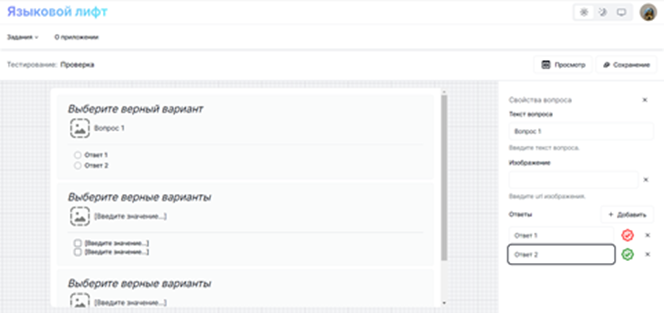 Языковой лифт
Задания
О приложении
Тестирование: Проверка
Просмотр
Сохранение
Выберите верный вариант
Вопрос 1
Ответ 1
Ответ 2
Выберите верные варианты
[Введите значение...]
[Введите значение...]
[Введите значение...]
Выберите верные варианты
[Введите значение...]
Свойства вопроса
Текст вопроса
Вопрос 1
Введите текст вопроса.
Изображение
Введите url изображения.
Ответы
+ Добавить
Ответ 1
Ответ 2